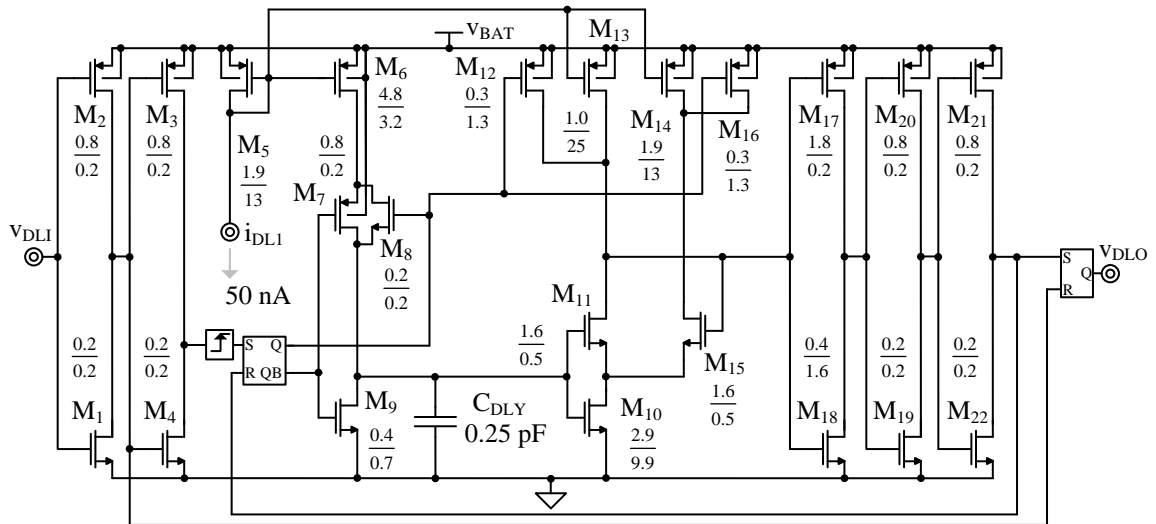 vBAT
M13
M6
4.8
3.2
M12
0.3
1.3
M2
0.8
0.2
M3
0.8
0.2
M5
1.9
13
0.8
0.2
M7
1.0
25
M14
1.9
13
M16
0.3
1.3
M17
1.8
0.2
M20
0.8
0.2
M21
0.8
0.2
vDLI
iDL1
50 nA
M8
0.2
0.2
vDLO
S
Q
R
M11
1.6
0.5
M15
1.6
0.5
0.2
0.2
M1
0.2
0.2
M4
S Q
R QB
M9
0.4
0.7
CDLY
0.25 pF
M10
2.9
9.9
0.4
1.6
M18
0.2
0.2
M19
0.2
0.2
M22